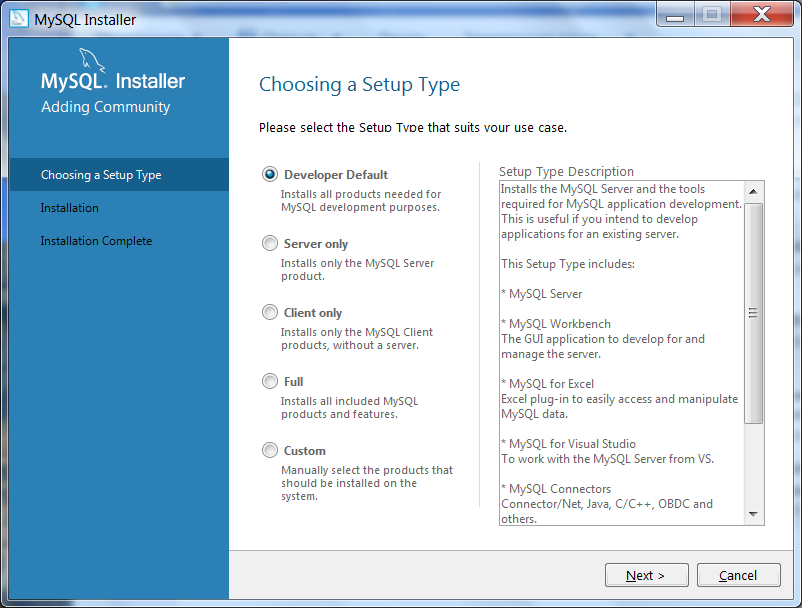 MySQL Installer
MySQL. Installer
Adding Community
Choosing a Setup Type
Installation
Installation Complete
Choosing a Setup Type
Please select the Setup Type that suits your use case.
Developer Default
Installs all products needed for
MySQL development purposes.
Server only
Installs only the MySQL Server
product.
Client only
Installs only the MySQL Client
products, without a server.
Full
Installs all included MySQL
products and features.
Custom
Manually select the products that
should be installed on the
system.
Setup Type Description
Installs the MySQL Server and the tools
required for MySQL application development.
This is useful if you intend to develop
applications for an existing server.
This Setup Type includes:
* MySQL Server
* MySQL Workbench
The GUI application to develop for and
manage the server.
* MySQL for Excel
Excel plug-in to easily access and manipulate
MySQL data.
* MySQL for Visual Studio
To work with the MySQL Server from VS.
* MySQL Connectors
Connector/Net, Java, C/C++, OBDC and
others.
Next >
Cancel